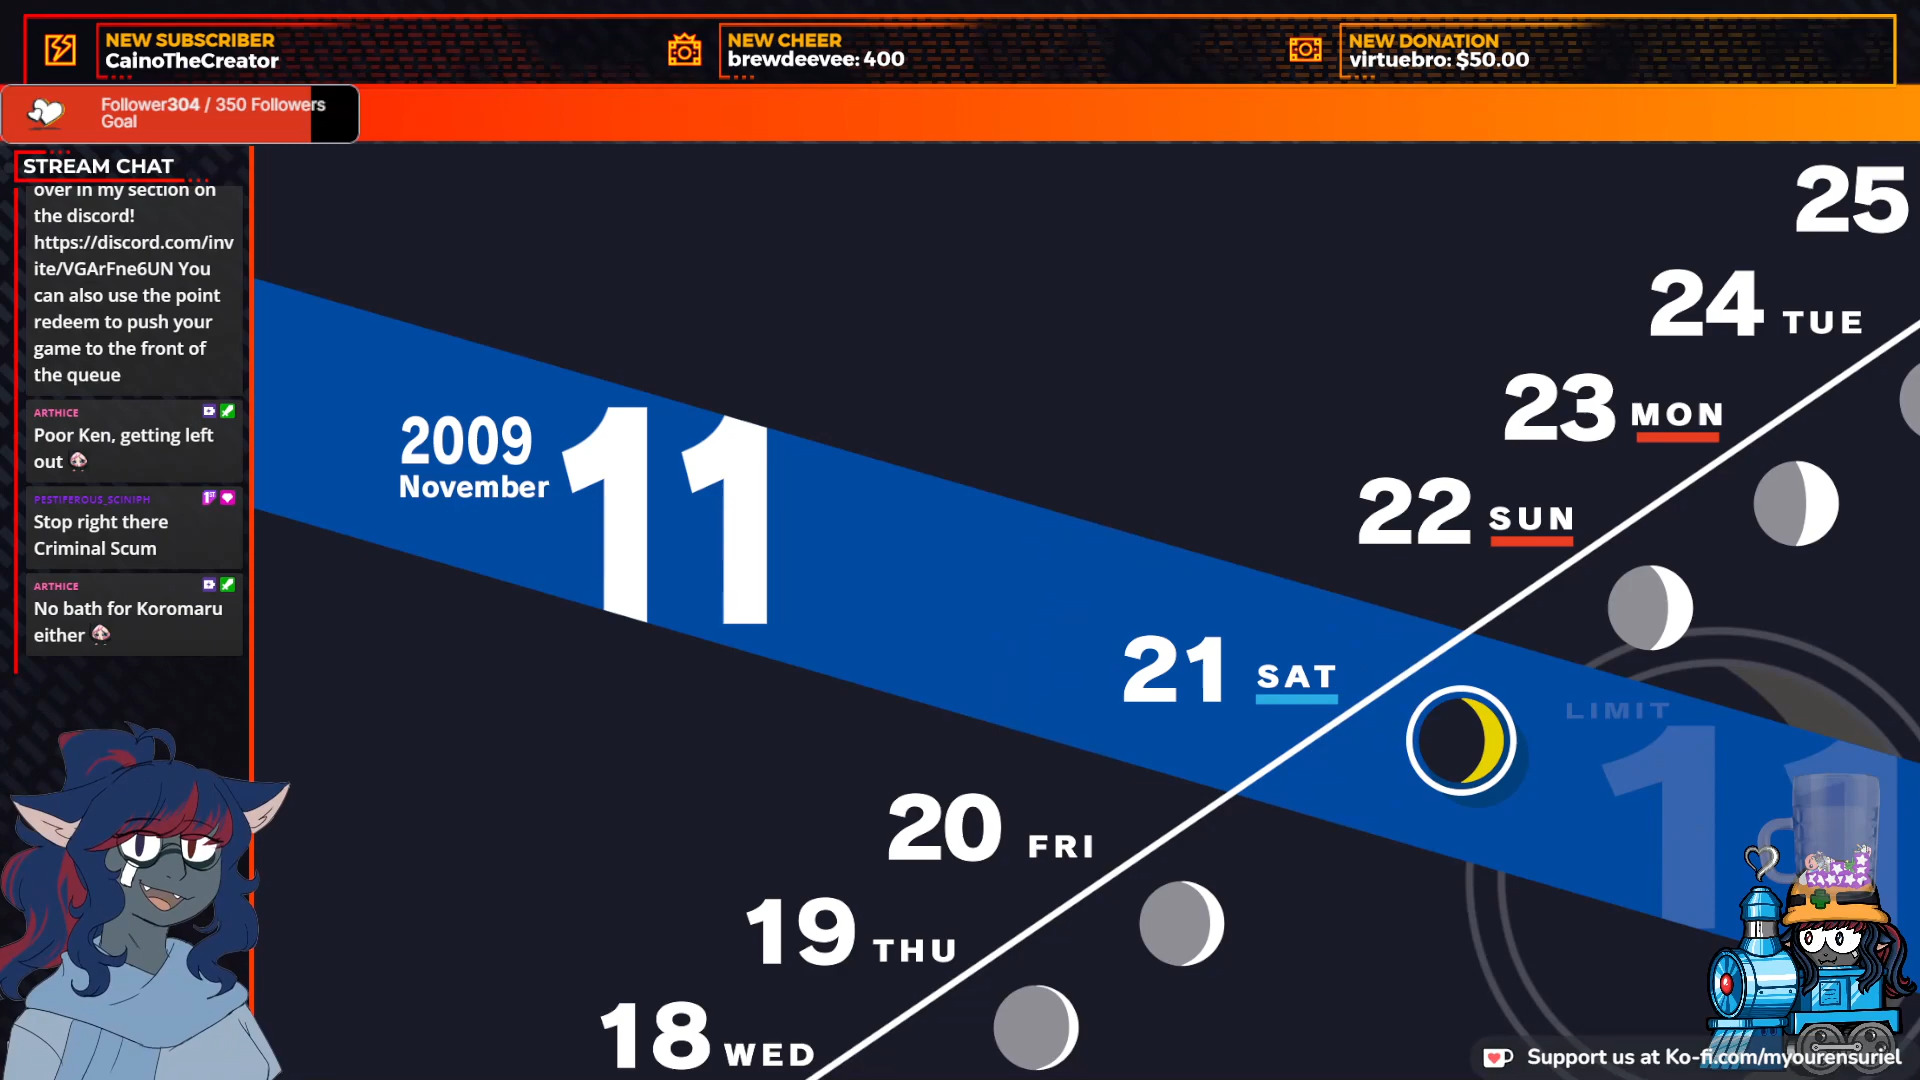 NEW SUBSCRIBER
CainoTheCreator
NEW CHEER
brewdeevee: 400
NEW DONATION
virtuebro: $50.00
Follower304 / 350 Followers
Goal
STREAM CHAT
over in my section on
the discord!
https://discord.com/inv
ite/VGArFne6UN You
can also use the point
redeem to push your
game to the front of
the queue
ARTHICE
Poor Ken, getting left
out
PESTIFEROUS_SCINIPH
Stop right there
Criminal Scum
ARTHICE
No bath for Koromaru
either
2009
November
11
25
24 TUE
23 MON
22 SUN
21 SAT
20 FRI
19 THU
18 WED
LIMIT
11
Support us at Ko-fi.com/myourensuriel